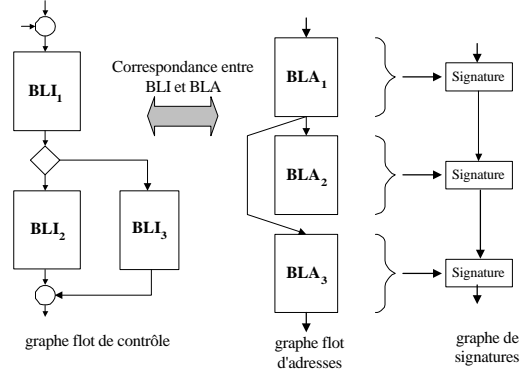 BLI1
BLI2
BLI3
graphe flot de contrôle
Correspondance entre
BLI et BLA
BLA1
BLA2
BLA3
graphe flot
d'adresses
Signature
Signature
Signature
graphe de
signatures